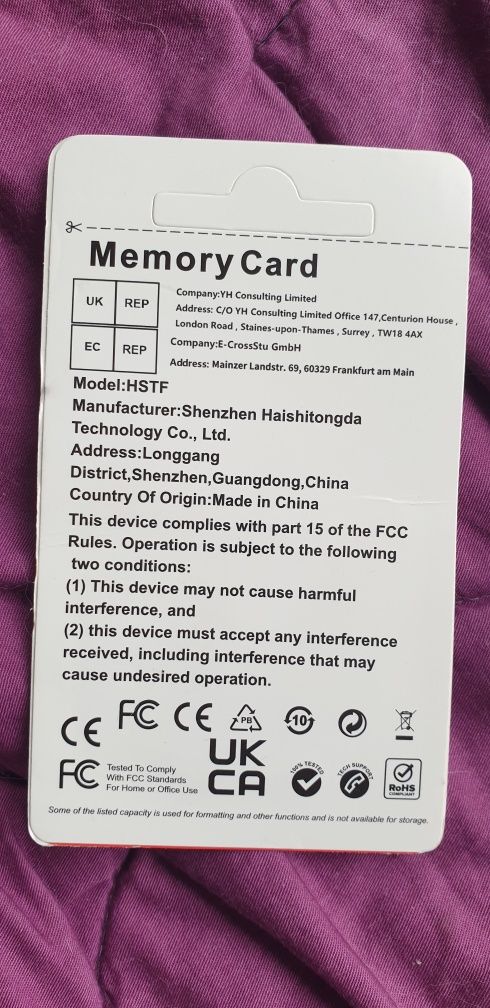 Memory Card
UK REP
Company:YH Consulting Limited
Address: C/O YH Consulting Limited Office 147,Centurion House ,
London Road , Staines-upon-Thames , Surrey , TW18 4AX
EC REP
Company:E-CrossStu GmbH
Address: Mainzer Landstr. 69, 60329 Frankfurt am Main
Model:HSTF
Manufacturer:Shenzhen Haishitongda
Technology Co., Ltd.
Address:Longgang
District,Shenzhen,Guangdong,China
Country Of Origin:Made in China
This device complies with part 15 of the FCC
Rules. Operation is subject to the following
two conditions:
(1) This device may not cause harmful
interference, and
(2) this device must accept any interference
received, including interference that may
cause undesired operation.
CE FC CE PB 10
FC Tested To Comply
With FCC Standards
For Home or Office Use
UK
CA
100% TESTED
TECH SUPPORT
RoHS
COMPLIANT
Some of the listed capacity is used for formatting and other functions and is not available for storage.